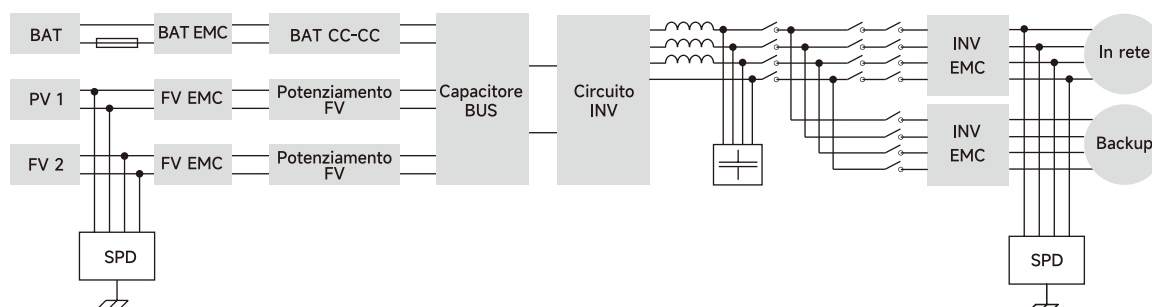 BAT
BAT EMC
BAT CC-CC
PV 1
FV EMC
Potenziamento
FV
FV 2
FV EMC
Potenziamento
FV
SPD
Capacitore
BUS
Circuito
INV
INV
EMC
In rete
INV
EMC
Backup
SPD